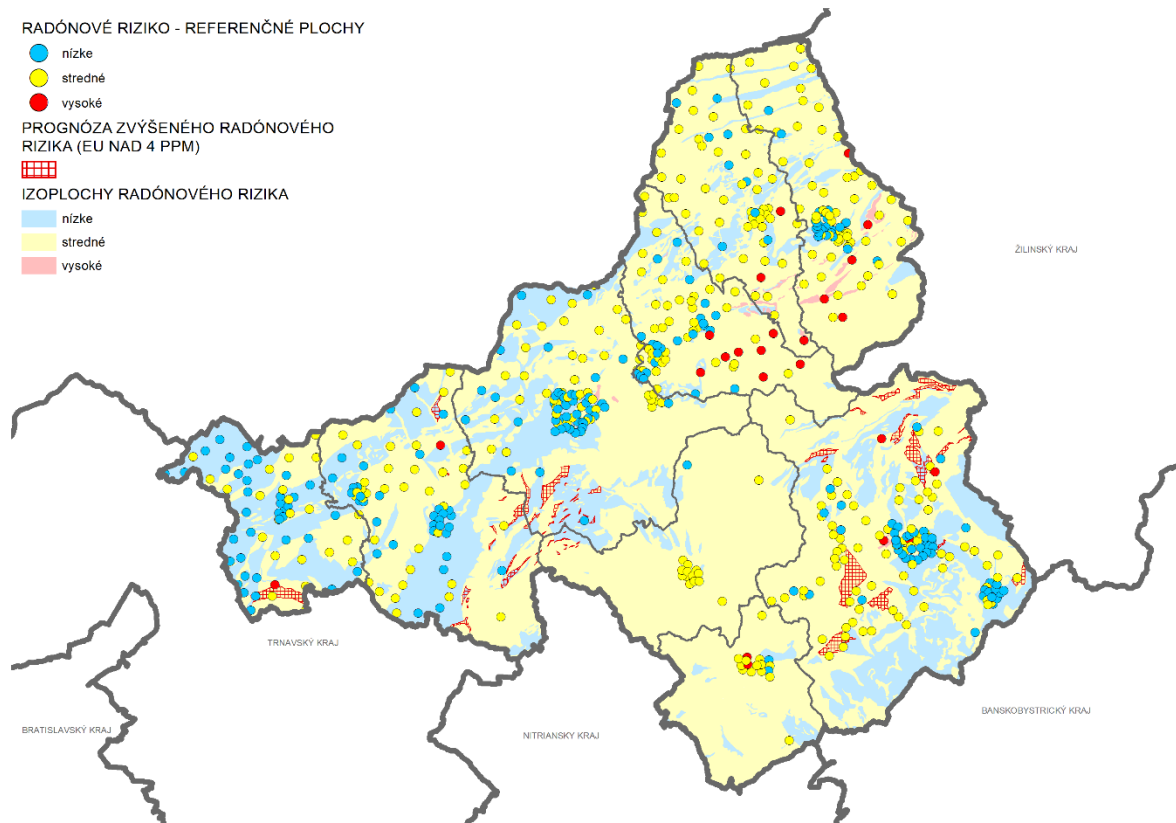 RADÓNOVÉ RIZIKO - REFERENČNÉ PLOCHY
nízke
stredné
vysoké
PROGNÓZA ZVÝŠENÉHO RADÓNOVÉHO
RIZIKA (EU NAD 4 PPM)
IZOPLOCHY RADÓNOVÉHO RIZIKA
nízke
stredné
vysoké
ŽILINSKÝ KRAJ
TRNAVSKÝ KRAJ
BANSKOBYSTRICKÝ KRAJ
BRATISLAVSKÝ KRAJ
NITRIANSKY KRAJ